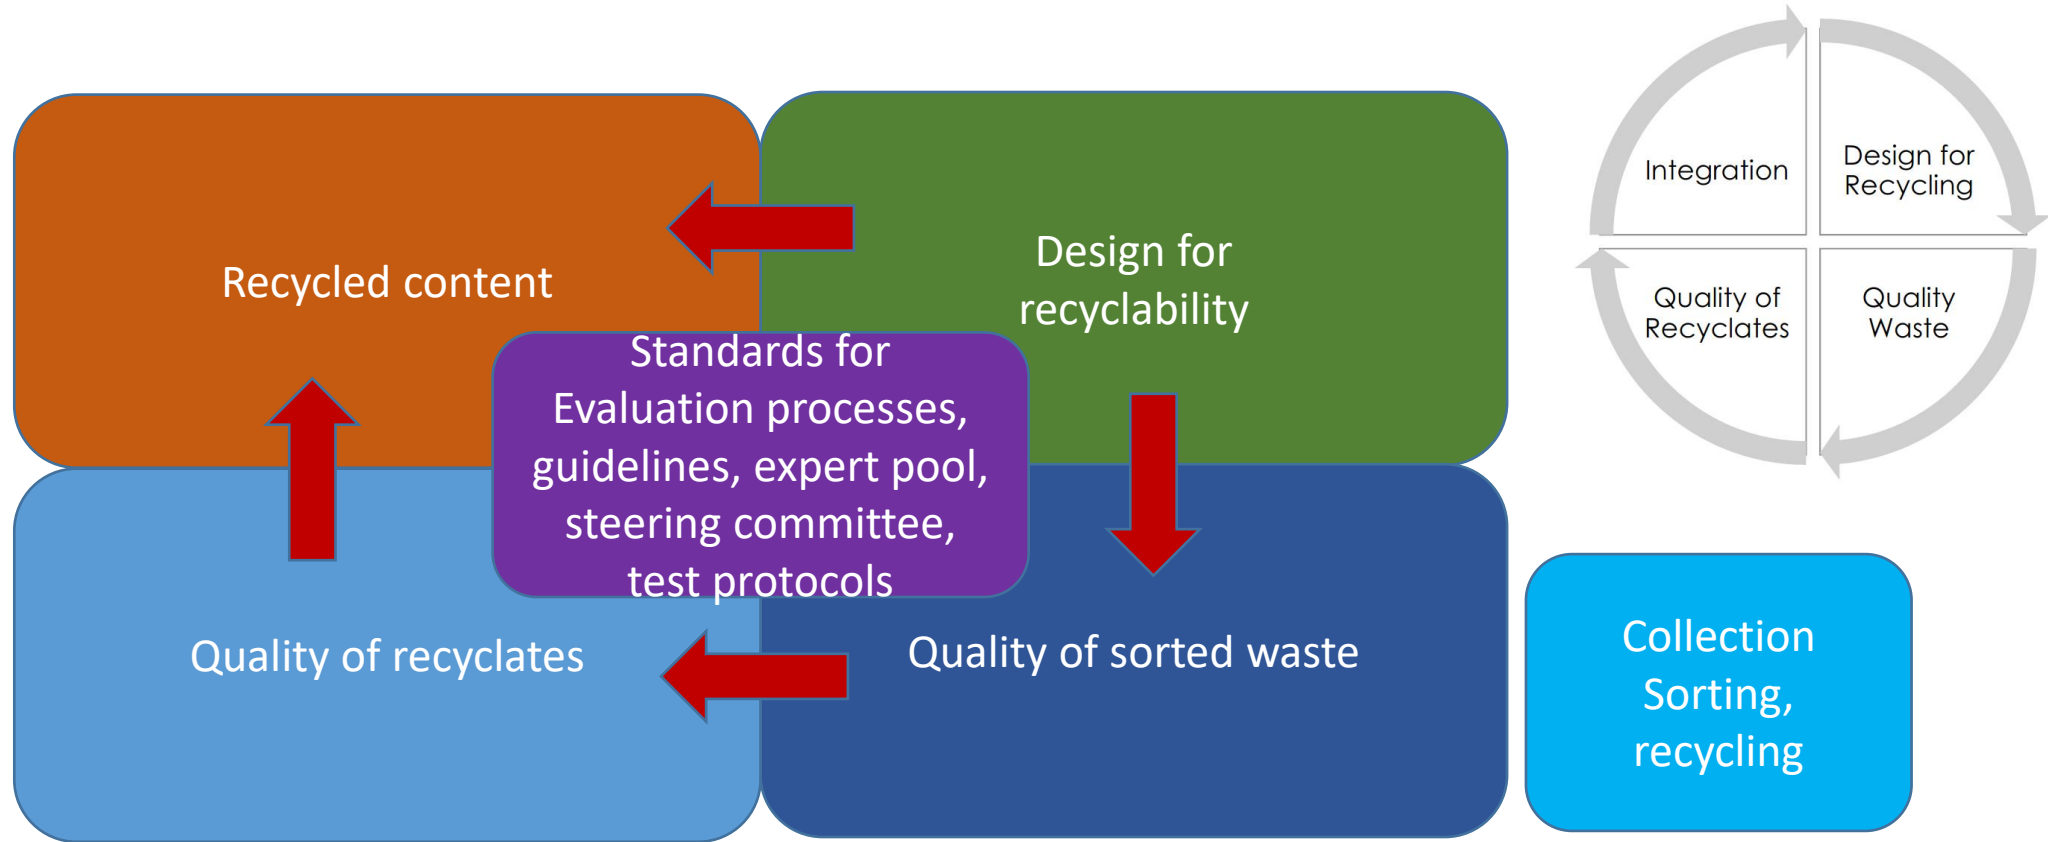 Recycled content
Design for
recyclability
Standards for
Evaluation processes,
guidelines, expert pool,
steering committee,
test protocols
Quality of recyclates
Quality of sorted waste
Integration
Design for
Recycling
Quality of
Recyclates
Quality
Waste
Collection
Sorting,
recycling